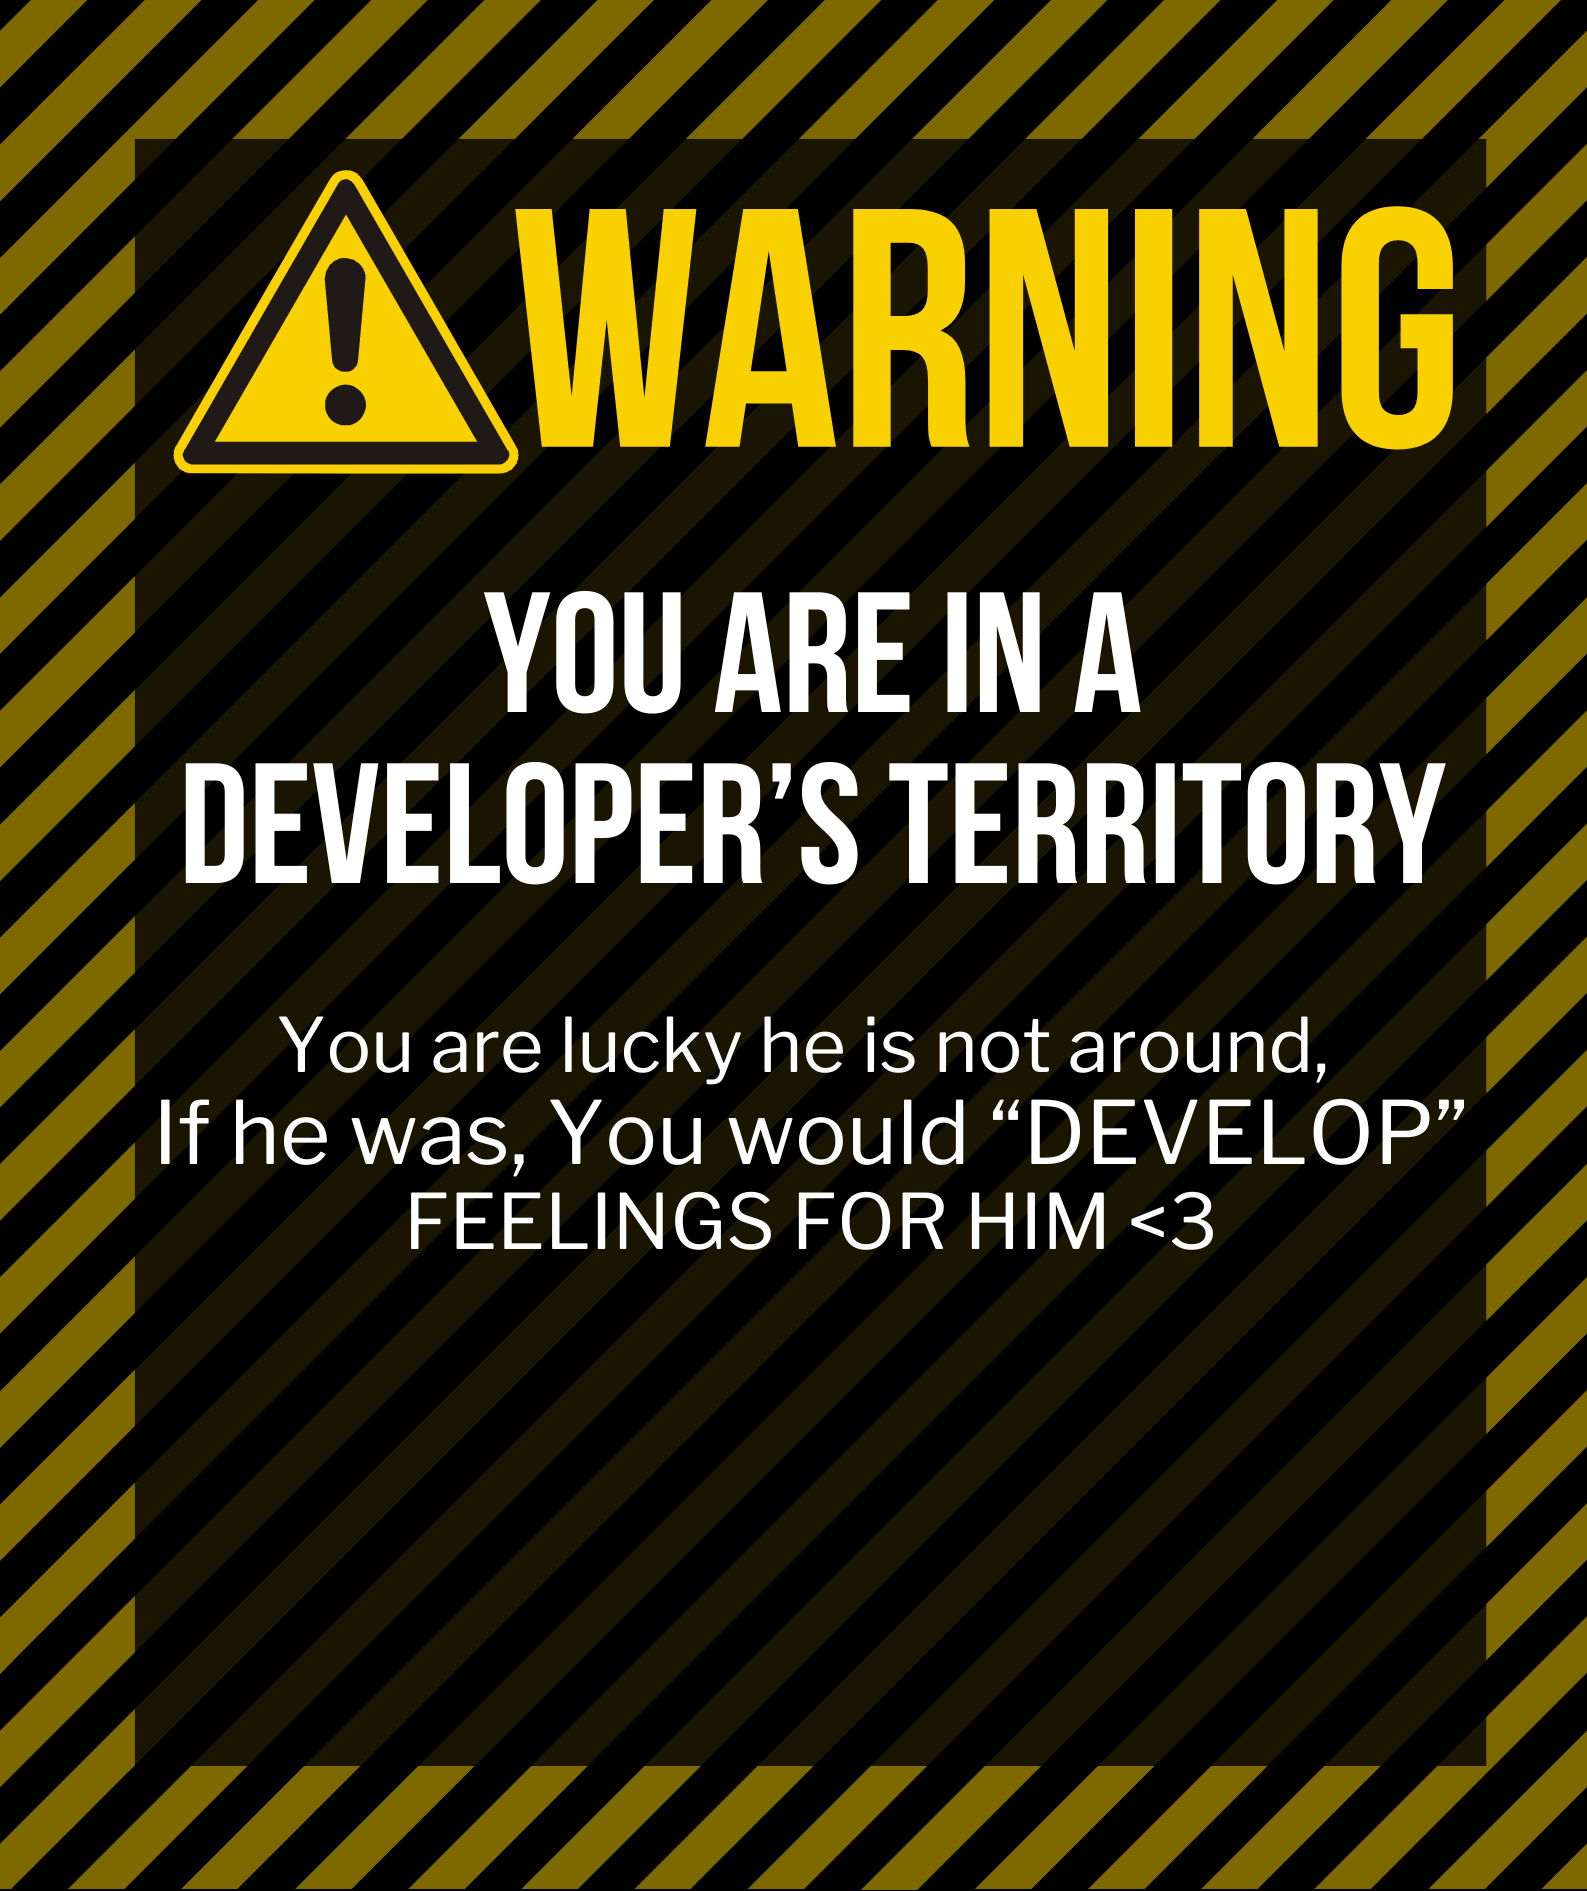 WARNING
YOU ARE IN A
DEVELOPER’S TERRITORY
You are lucky he is not around,
If he was, You would “DEVELOP”
FEELINGS FOR HIM <3